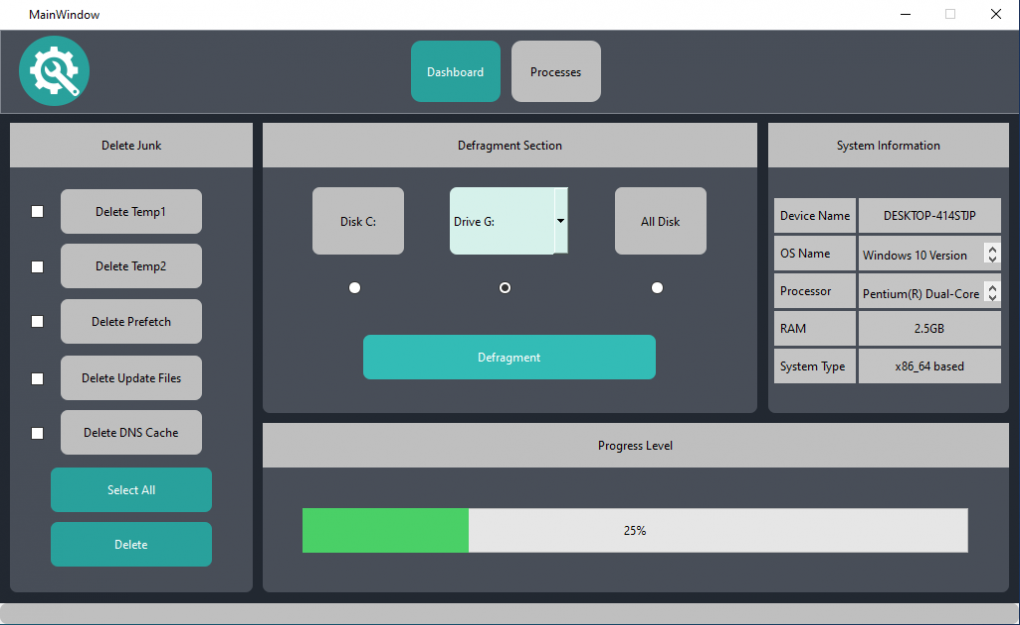 MainWindow
Dashboard
Processes
Delete Junk
Delete Temp1
Delete Temp2
Delete Prefetch
Delete Update Files
Delete DNS Cache
Select All
Delete
Defragment Section
Disk C:
Drive G:
All Disk
Defragment
System Information
Device Name DESKTOP-414STJP
OS Name Windows 10 Version
Processor Pentium(R) Dual-Core
RAM 2.5GB
System Type x86_64 based
Progress Level
25%